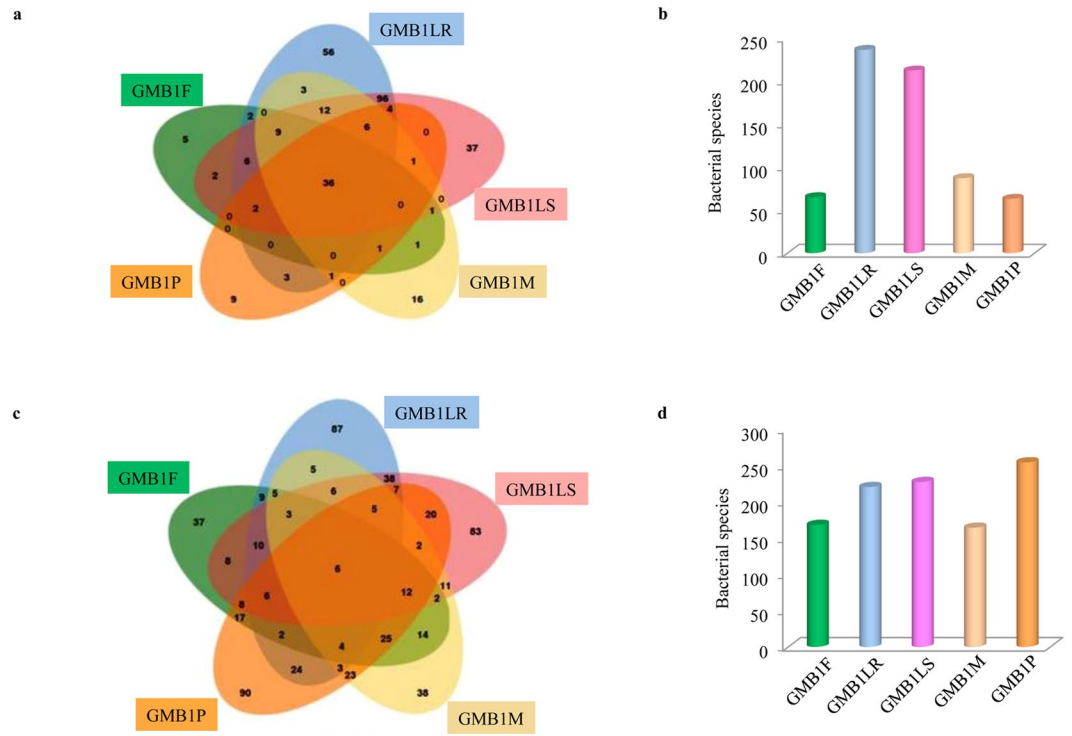 a
GMB1LR
GMB1F
GMB1LS
GMB1P
GMB1M
56
3
96
4
2 0
12
5
9
6
0
37
6
1
2
36
0
0
1
0
2
0
0
0
1
1
3
1
0
9
16
b
Bacterial species
250
200
150
100
50
0
GMB1F
GMB1LR
GMB1LS
GMB1M
GMB1P
c
GMB1LR
GMB1F
GMB1LS
GMB1P
GMB1M
87
5
38
7
9 5
6
37
3
5
20
83
10
2
8
6
11
12
2
8
6
17
2
25
14
4
24
3
23
90
38
d
Bacterial species
300
250
200
150
100
50
0
GMB1F
GMB1LR
GMB1LS
GMB1M
GMB1P